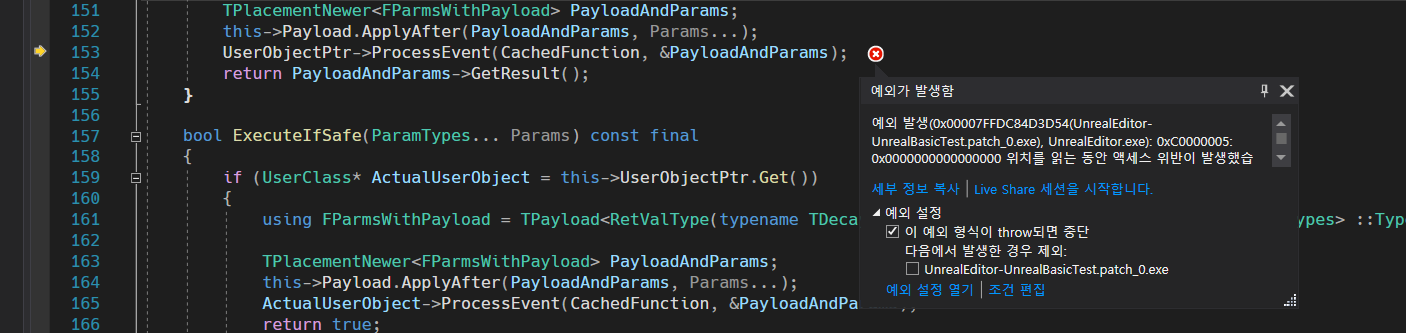 151 TPlacementNewer<FParmsWithPayload> PayloadAndParams;
152 this->Payload.ApplyAfter(PayloadAndParams, Params...);
153 UserObjectPtr->ProcessEvent(CachedFunction, &PayloadAndParams);
154 return PayloadAndParams->GetResult();
155 }
156
157 bool ExecuteIfSafe(ParamTypes... Params) const final
158 {
159 if (UserClass* ActualUserObject = this->UserObjectPtr.Get())
160 {
161 using FParmsWithPayload = TPayload<RetValType(typename TDeca
ypes> ::Typ
162
163 TPlacementNewer<FParmsWithPayload> PayloadAndParams;
164 this->Payload.ApplyAfter(PayloadAndParams, Params...);
165 ActualUserObject->ProcessEvent(CachedFunction, &PayloadAndPa
166 return true;
예외가 발생함
예외 발생(0x00007FFDC84D3D54(UnrealEditor-
UnrealBasicTest.patch_0.exe), UnrealEditor.exe): 0xC0000005:
0x0000000000000000 위치를 읽는 동안 액세스 위반이 발생했습
세부 정보 복사 | Live Share 세션을 시작합니다.
예외 설정
이 예외 형식이 throw되면 중단
다음에서 발생한 경우 제외:
UnrealEditor-UnrealBasicTest.patch_0.exe
예외 설정 열기 | 조건 편집